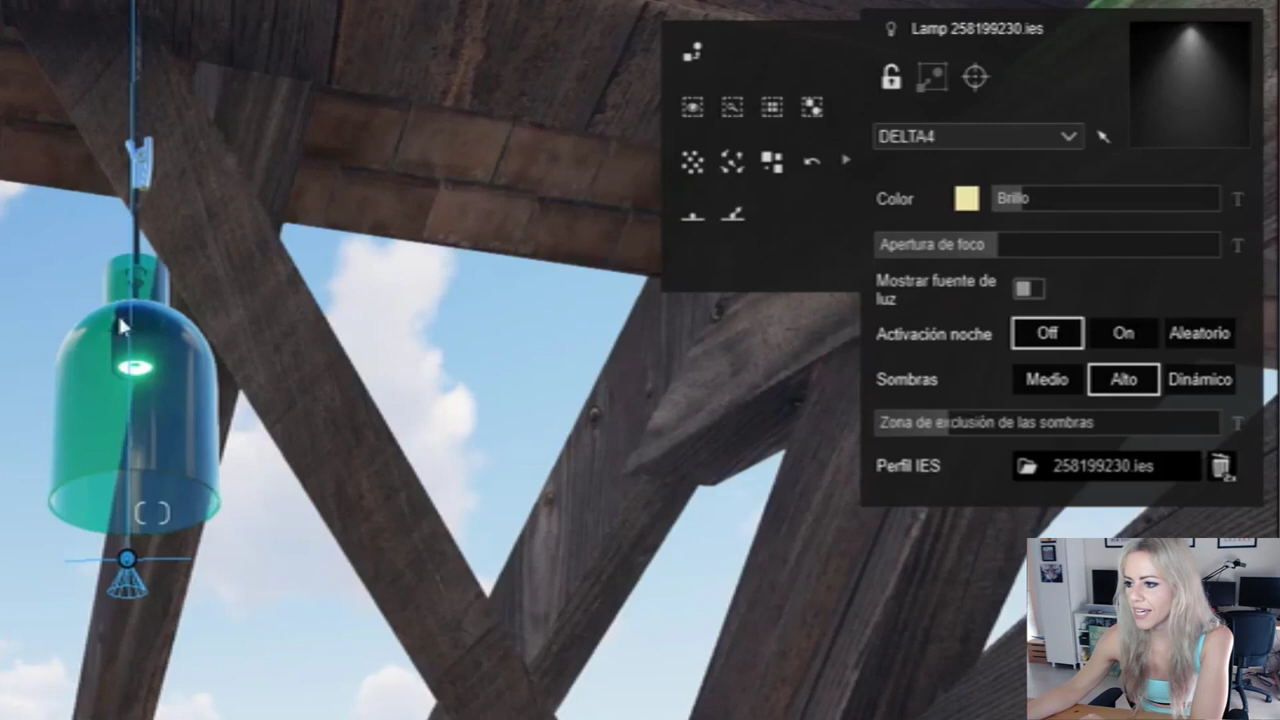 Lamp 258199230.ies
DELTA4
Color
Brillo
T
Apertura de foco
T
Mostrar fuente de
luz
Activación noche
Off
On
Aleatorio
Sombras
Medio
Alto
Dinámico
Zona de exclusión de las sombras
T
Perfil IES
258199230.ies
2x